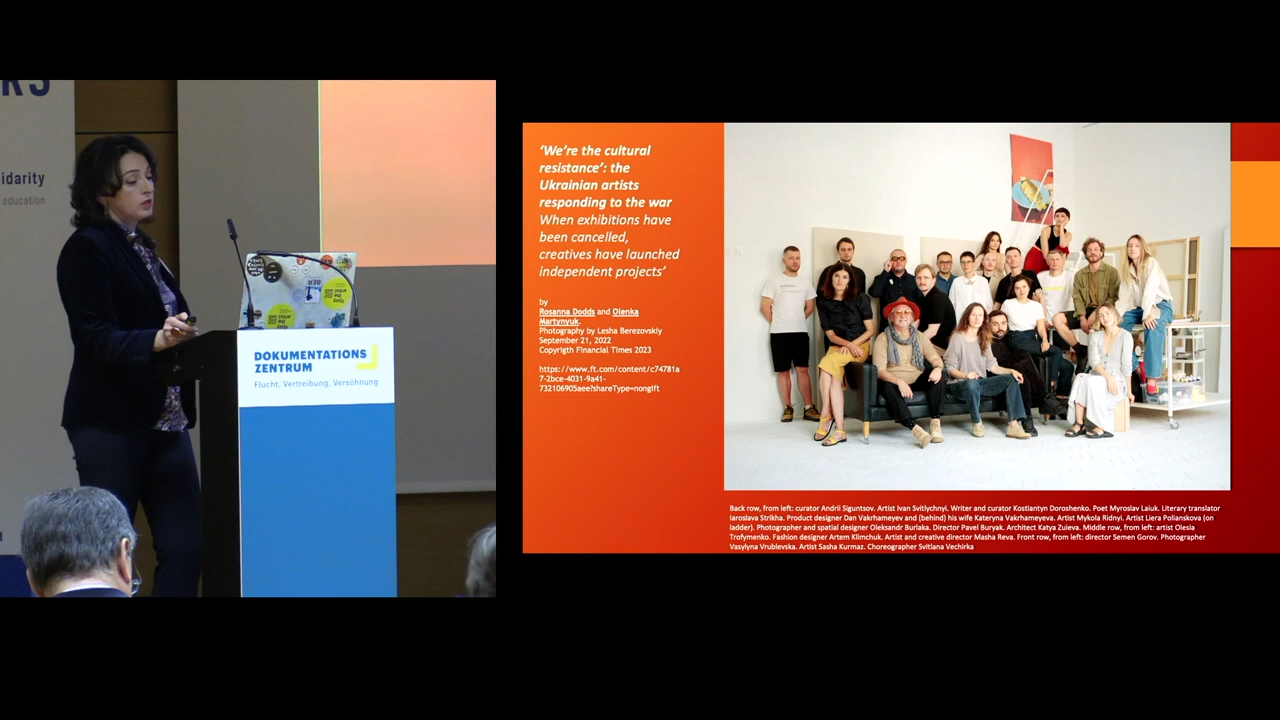 idarity
education
DOKUMENTATIONS
ZENTRUM
Flucht, Vertreibung, Versöhnung
‘We’re the cultural
resistance’: the
Ukrainian artists
responding to the war
When exhibitions have
been cancelled,
creatives have launched
independent projects’
by
Rosanna Dodds and Olenka
Martynyuk.
Photography by Lesha Berezovskiy
September 21, 2022
Copyrigth Financial Times 2023
https://www.ft.com/content/c74781a
7-2bce-4031-9a41-
732106905aee?shareType=nongift
Back row, from left: curator Andrii Siguntsov. Artist Ivan Svitlychnyi. Writer and curator Kostiantyn Doroshenko. Poet Myroslav Laiuk. Literary translator
Iaroslava Strikha. Product designer Dan Vakrhameyev and (behind) his wife Kateryna Vakrhameyeva. Artist Mykola Ridnyi. Artist Liera Polianskova (on
ladder). Photographer and spatial designer Oleksandr Burlaka. Director Pavel Buryak. Architect Katya Zuieva. Middle row, from left: artist Olesia
Trofymenko. Fashion designer Artem Klimchuk. Artist and creative director Masha Reva. Front row, from left: director Semen Gorov. Photographer
Vasylyna Vrublevska. Artist Sasha Kurmaz. Choreographer Svitlana Vechirka